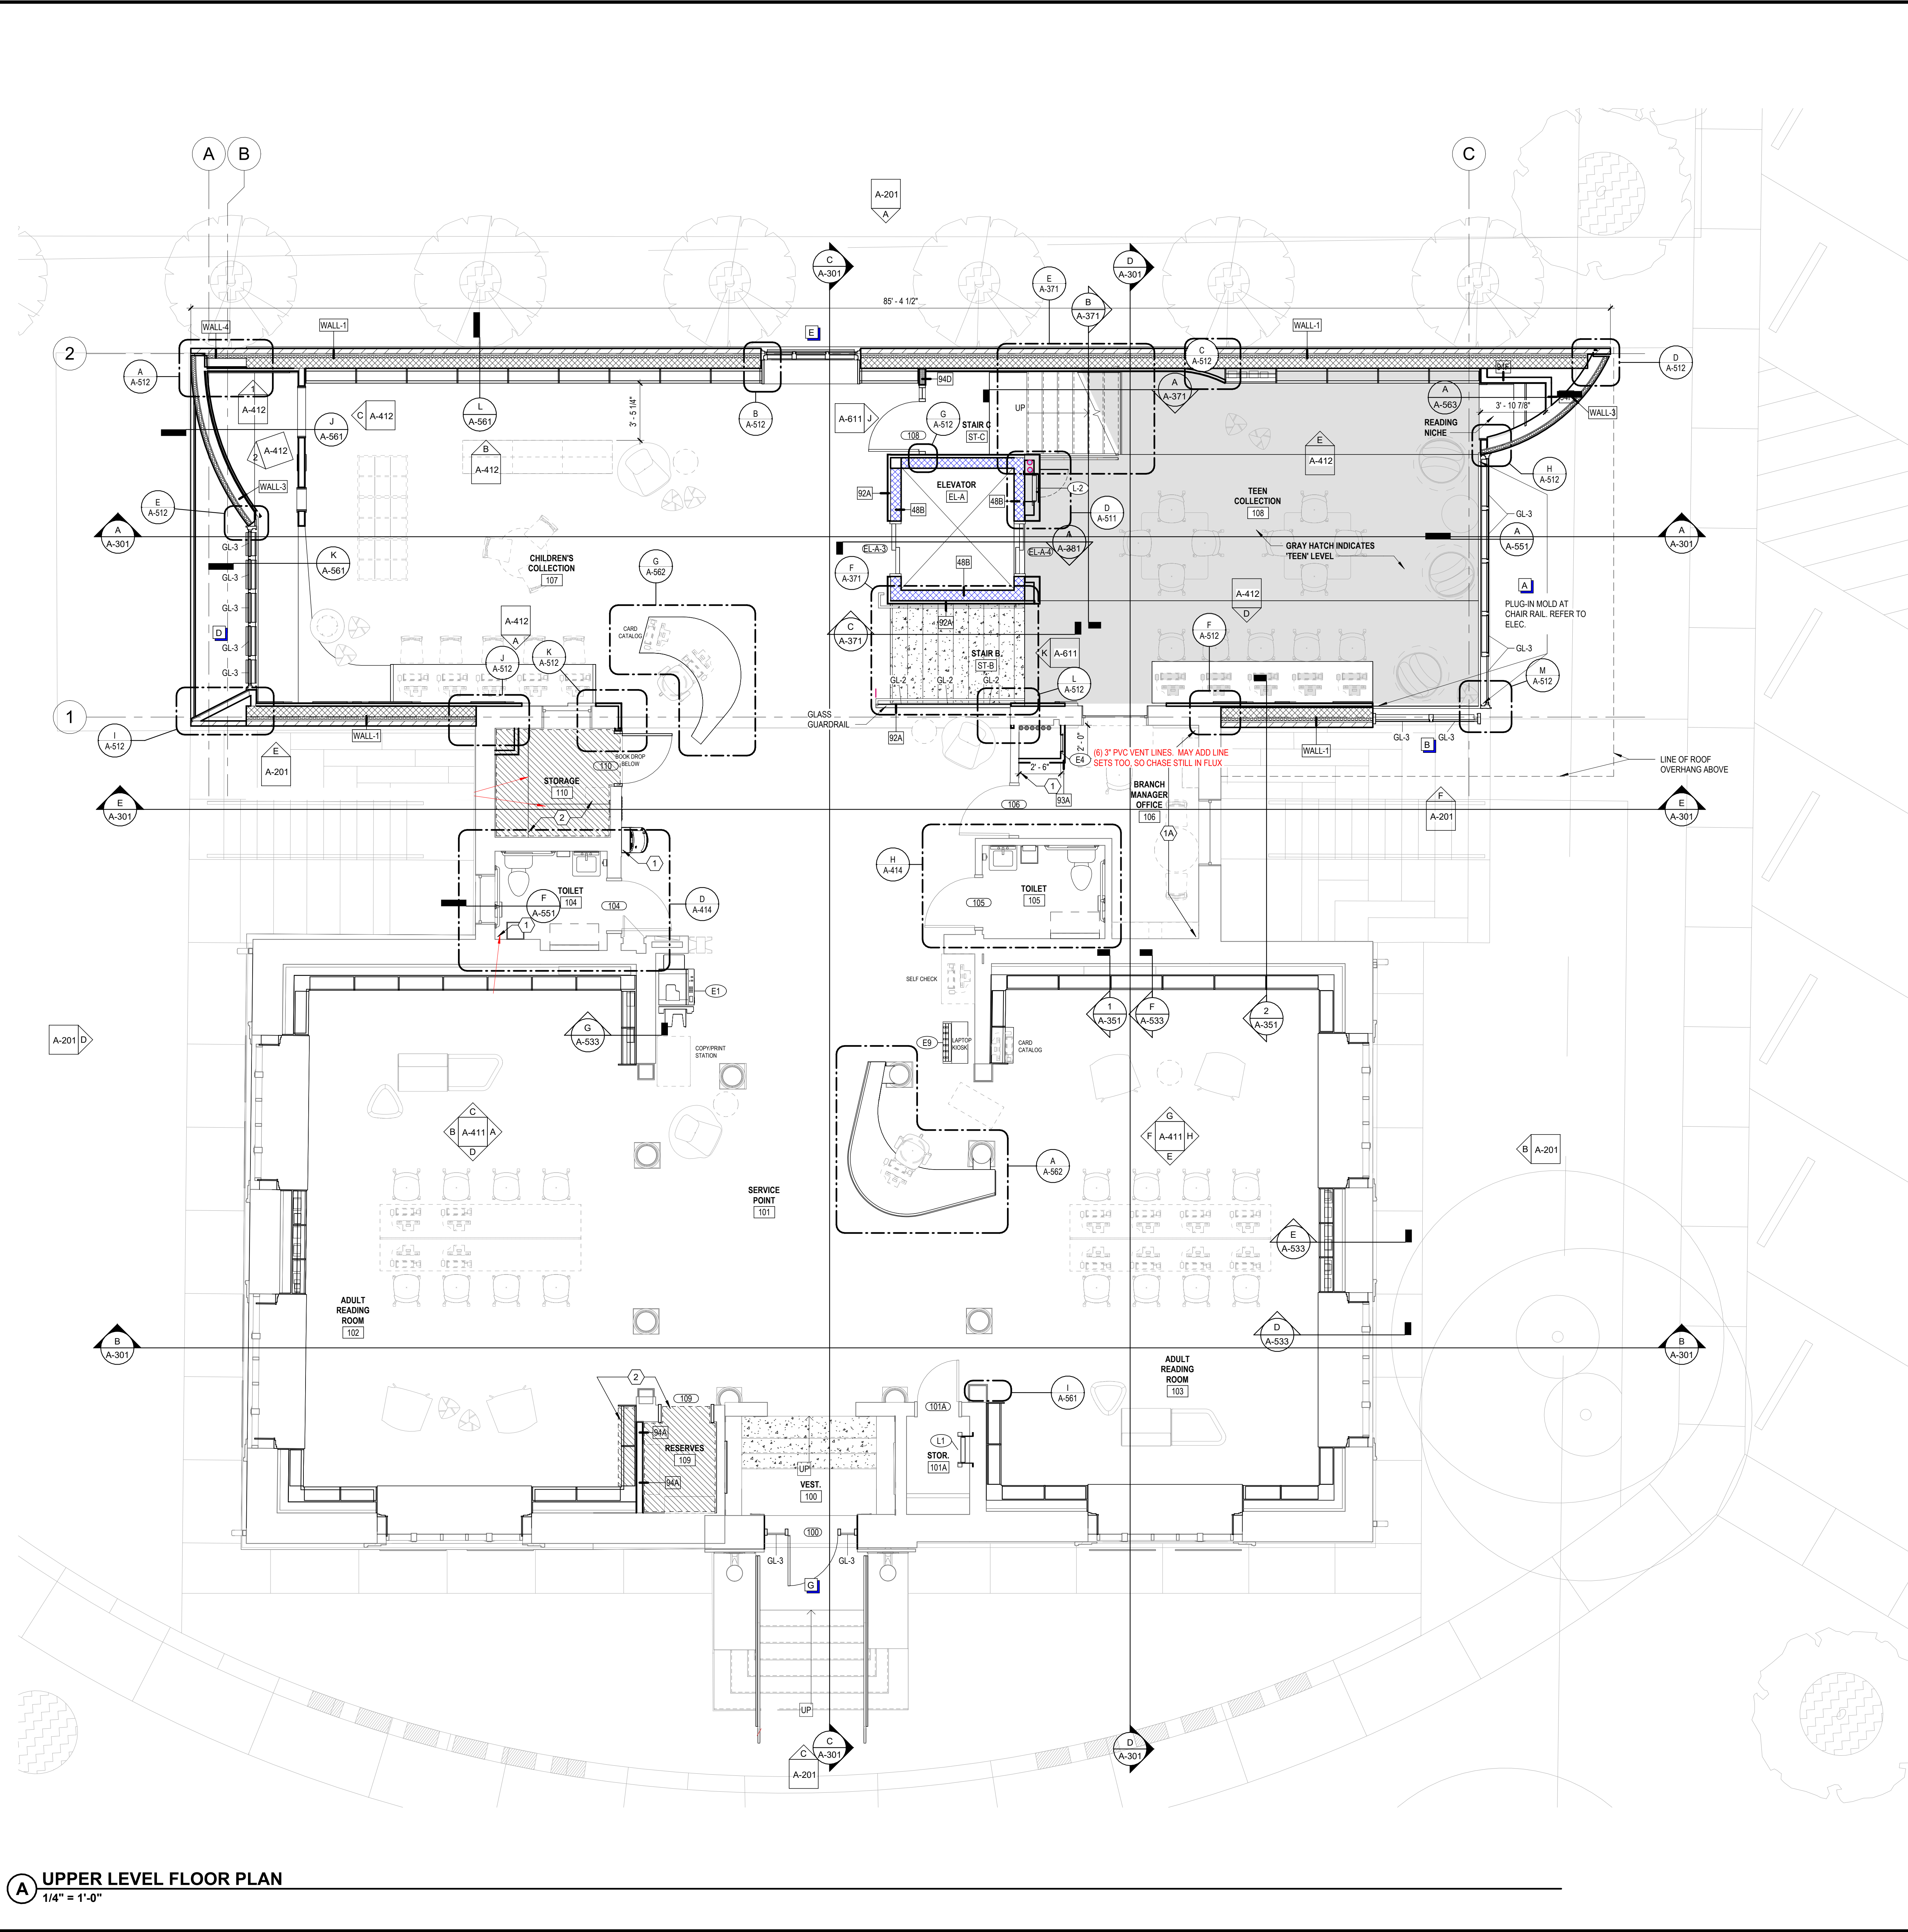 A
B
C
A-201
A
C
A-301
D
A-301
E
A-371
B
A-371
85' - 4 1/2"
WALL-4
WALL-1
E
WALL-1
2
A
A-512
C
A-512
D
A-512
94D
1
A-412
C
A-412
J
A-561
L
A-561
3' - 5 1/4"
B
A-512
A-611
J
G
A-512
UP
A
A-371
A
A-563
3' - 10 7/8"
WALL-3
READING
NICHE
STAIR C
ST-C
108
2
A-412
B
A-412
E
A-412
H
A-512
WALL-3
E
A-512
ELEVATOR
EL-A
92A
48B
48B
L-2
D
A-511
TEEN
COLLECTION
108
GL-3
A
A-301
GL-3
K
A-561
CHILDREN'S
COLLECTION
107
G
A-562
EL-A-3
EL-A-4
A
A-381
GRAY HATCH INDICATES
'TEEN' LEVEL
A
A-551
A
A-301
GL-3
48B
F
A-371
A-412
D
A
PLUG-IN MOLD AT
CHAIR RAIL. REFER TO
ELEC.
GL-3
GL-3
D
GL-3
GL-3
A-412
A
CARD
CATALOG
92A
C
A-371
F
A-512
J
A-512
K
A-512
STAIR B.
ST-B
K
A-611
GL-2
GL-2
GL-2
L
A-512
M
A-512
1
I
A-512
WALL-1
GLASS
GUARDRAIL
92A
2' - 0"
(6) 3" PVC VENT LINES. MAY ADD LINE
SETS TOO, SO CHASE STILL IN FLUX
WALL-1
GL-3
GL-3
B
E
A-201
BOOK DROP
BELOW
110
STORAGE
110
2' - 6"
E4
1
93A
LINE OF ROOF
OVERHANG ABOVE
BRANCH
MANAGER
OFFICE
106
106
F
A-201
E
A-301
2
E
A-301
1A
1
H
A-414
TOILET
104
104
F
A-551
D
A-414
TOILET
105
105
1
SELF CHECK
E1
A-201
D
G
A-533
COPY/PRINT
STATION
E9
LAPTOP
KIOSK
CARD
CATALOG
1
A-351
F
A-533
2
A-351
C
B
A-411
A
D
G
F
A-411
H
E
B
A-201
A
A-562
SERVICE
POINT
101
E
A-533
ADULT
READING
ROOM
102
D
A-533
B
A-301
B
A-301
ADULT
READING
ROOM
103
2
109
I
A-561
101A
94A
RESERVES
109
94A
L1
STOR.
101A
UP
VEST.
100
100
GL-3
GL-3
G
UP
C
A-301
D
A-301
C
A-201
A
UPPER LEVEL FLOOR PLAN
1/4" = 1'-0"